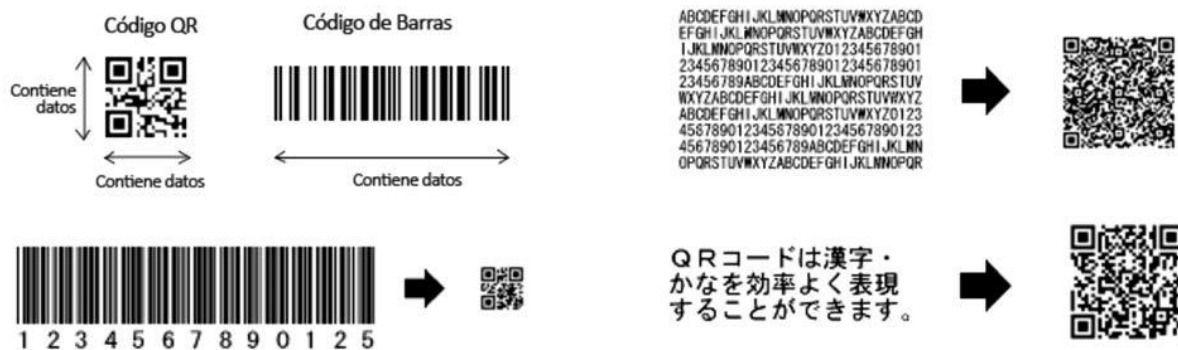 Código QR
Contiene
datos
Contiene datos
Código de Barras
Contiene datos
ABCDEFGHIJKLMNOPQRSTUVWXYZABCD
EFGHIJKLMNOPQRSTUVWXYZABCDEFGH
IJKLMNOPQRSTUVWXYZ012345678901
234567890123456789012345678901
23456789ABCDEFGHIJKLMNOPQRSTUV
WXYZABCDEFGHIJKLMNOPQRSTUVWXYZ
ABCDEFGHIJKLMNOPQRSTUVWXYZ0123
456789012345678901234567890123
4567890123456789ABCDEFGHIJKLMN
OPQRSTUVWXYZABCDEFGHIJKLMNOPQR
1 2 3 4 5 6 7 8 9 0 1 2 5
QRコードは漢字・
かなを効率よく表現
することができます。